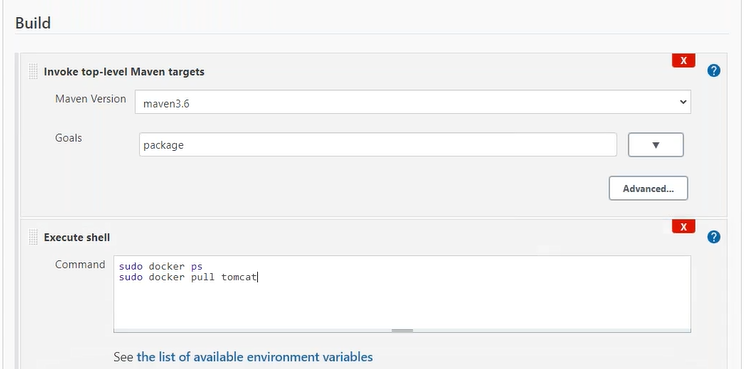 Build
X
Invoke top-level Maven targets
?
Maven Version
maven3.6
Goals
package
▼
Advanced...
X
Execute shell
?
Command
sudo docker ps
sudo docker pull tomcat
See the list of available environment variables